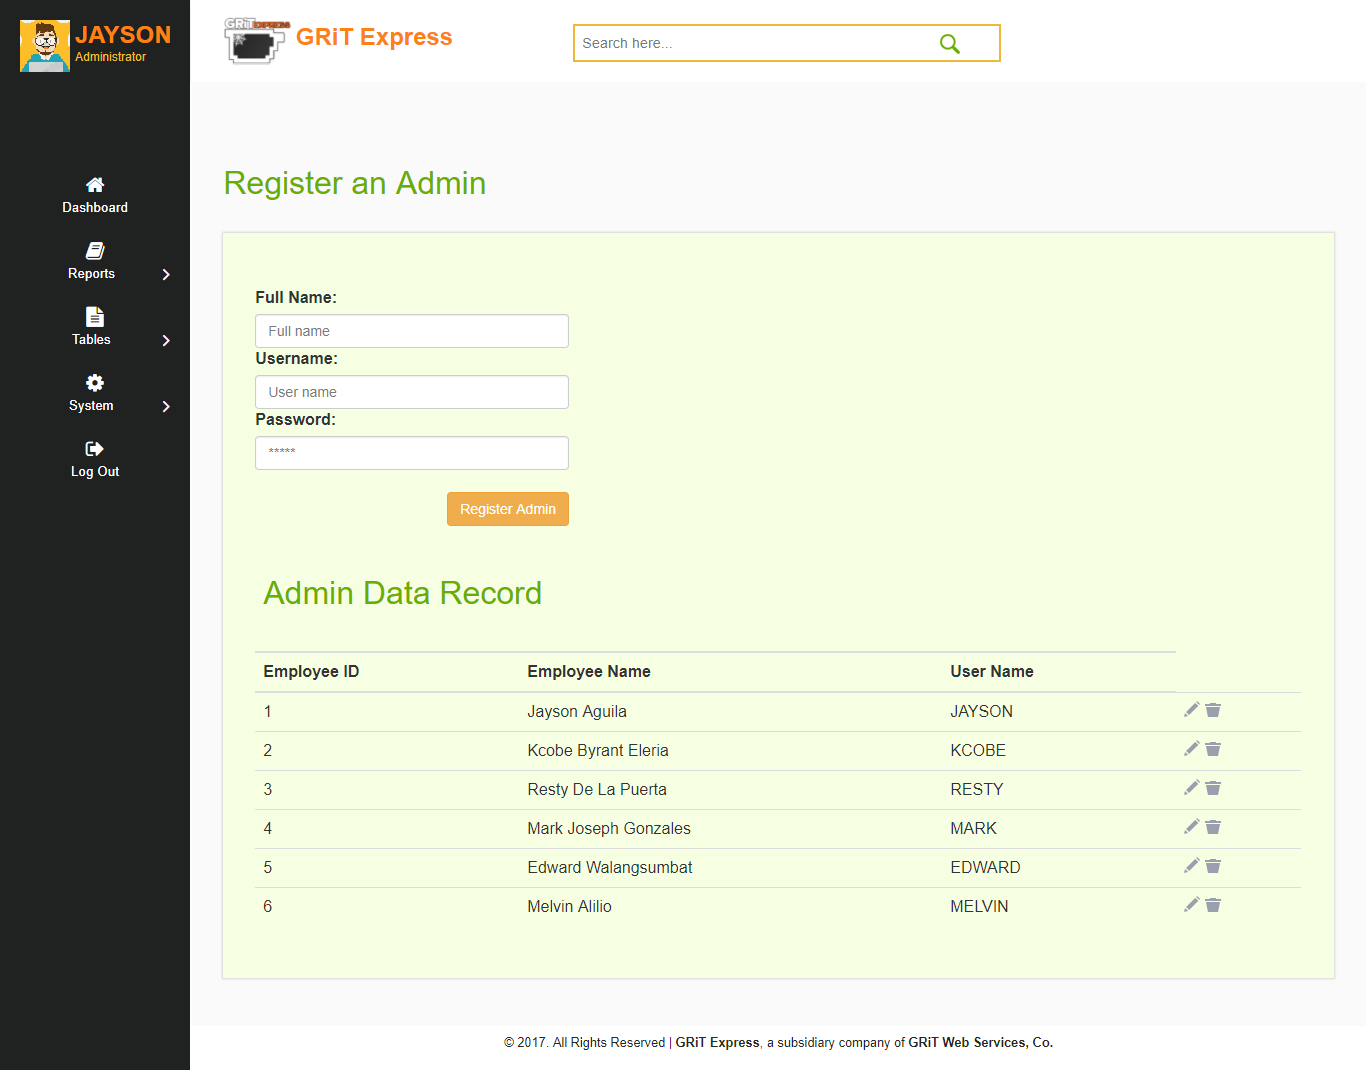 JAYSON
Administrator
GRiT EXPRESS
GRiT Express
Search here...
Dashboard
Reports
Tables
System
Log Out
Register an Admin
Full Name:
Full name
Username:
User name
Password:
*****
Register Admin
Admin Data Record
Employee ID Employee Name User Name
1 Jayson Aguila JAYSON
2 Kcobe Byrant Eleria KCOBE
3 Resty De La Puerta RESTY
4 Mark Joseph Gonzales MARK
5 Edward Walangsumbat EDWARD
6 Melvin Alilio MELVIN
© 2017. All Rights Reserved | GRiT Express, a subsidiary company of GRiT Web Services, Co.